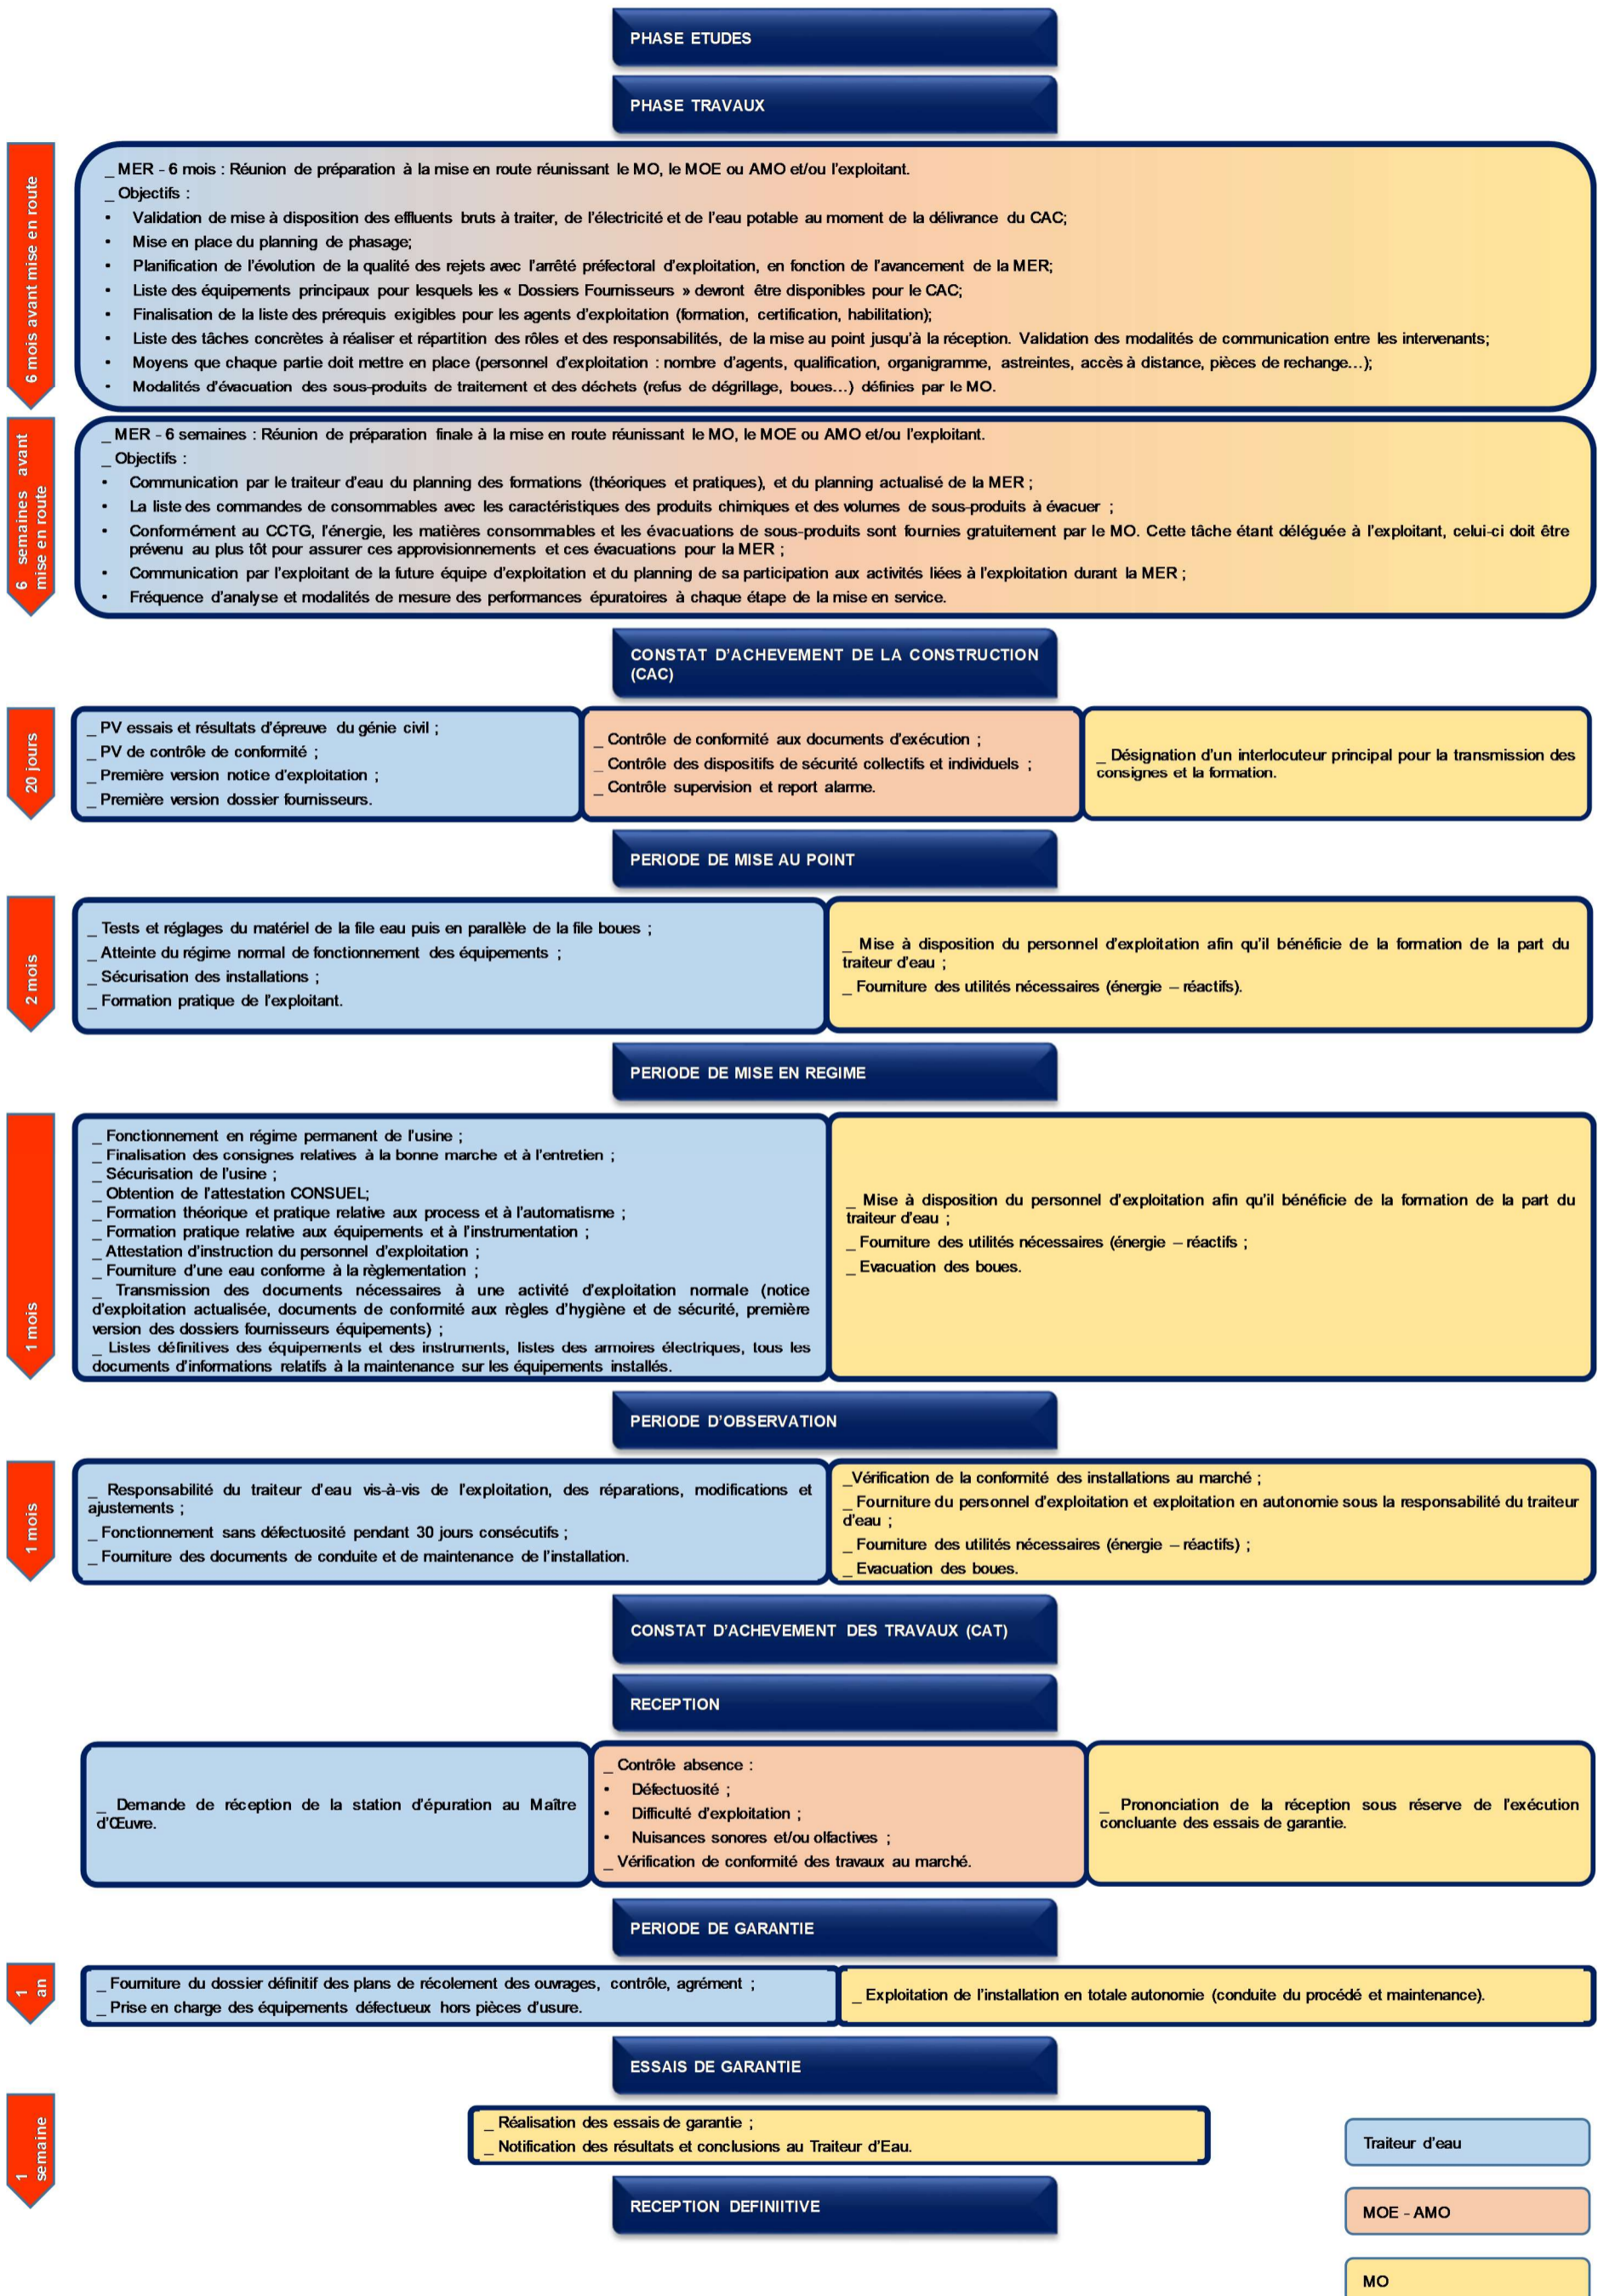 PHASE ETUDES
PHASE TRAVAUX
6 mois avant mise en route
_ MER - 6 mois : Réunion de préparation à la mise en route réunissant le MO, le MOE ou AMO et/ou l'exploitant.
_ Objectifs :
• Validation de mise à disposition des effluents bruts à traiter, de l'électricité et de l'eau potable au moment de la délivrance du CAC;
• Mise en place du planning de phasage;
• Planification de l'évolution de la qualité des rejets avec l'arrêté préfectoral d'exploitation, en fonction de l'avancement de la MER;
• Liste des équipements principaux pour lesquels les « Dossiers Fournisseurs » devront être disponibles pour le CAC;
• Finalisation de la liste des prérequis exigibles pour les agents d'exploitation (formation, certification, habilitation);
• Liste des tâches concrètes à réaliser et répartition des rôles et des responsabilités, de la mise au point jusqu'à la réception. Validation des modalités de communication entre les intervenants;
• Moyens que chaque partie doit mettre en place (personnel d'exploitation : nombre d'agents, qualification, organigramme, astreintes, accès à distance, pièces de rechange…);
• Modalités d'évacuation des sous-produits de traitement et des déchets (refus de dégrillage, boues…) définies par le MO.
6 semaines avant
mise en route
_ MER - 6 semaines : Réunion de préparation finale à la mise en route réunissant le MO, le MOE ou AMO et/ou l'exploitant.
_ Objectifs :
• Communication par le traiteur d'eau du planning des formations (théoriques et pratiques), et du planning actualisé de la MER ;
• La liste des commandes de consommables avec les caractéristiques des produits chimiques et des volumes de sous-produits à évacuer ;
• Conformément au CCTG, l'énergie, les matières consommables et les évacuations de sous-produits sont fournies gratuitement par le MO. Cette tâche étant déléguée à l'exploitant, celui-ci doit être
prévenu au plus tôt pour assurer ces approvisionnements et ces évacuations pour la MER ;
• Communication par l'exploitant de la future équipe d'exploitation et du planning de sa participation aux activités liées à l'exploitation durant la MER ;
• Fréquence d'analyse et modalités de mesure des performances épuratoires à chaque étape de la mise en service.
CONSTAT D'ACHEVEMENT DE LA CONSTRUCTION
(CAC)
20 jours
_ PV essais et résultats d'épreuve du génie civil ;
_ PV de contrôle de conformité ;
_ Première version notice d'exploitation ;
_ Première version dossier fournisseurs.
_ Contrôle de conformité aux documents d'exécution ;
_ Contrôle des dispositifs de sécurité collectifs et individuels ;
_ Contrôle supervision et report alarme.
_ Désignation d'un interlocuteur principal pour la transmission des
consignes et la formation.
PERIODE DE MISE AU POINT
2 mois
_ Tests et réglages du matériel de la file eau puis en parallèle de la file boues ;
_ Atteinte du régime normal de fonctionnement des équipements ;
_ Sécurisation des installations ;
_ Formation pratique de l'exploitant.
_ Mise à disposition du personnel d'exploitation afin qu'il bénéficie de la formation de la part du
traiteur d'eau ;
_ Fourniture des utilités nécessaires (énergie – réactifs).
PERIODE DE MISE EN REGIME
1 mois
_ Fonctionnement en régime permanent de l'usine ;
_ Finalisation des consignes relatives à la bonne marche et à l'entretien ;
_ Sécurisation de l'usine ;
_ Obtention de l'attestation CONSUEL;
_ Formation théorique et pratique relative aux process et à l'automatisme ;
_ Formation pratique relative aux équipements et à l'instrumentation ;
_ Attestation d'instruction du personnel d'exploitation ;
_ Fourniture d'une eau conforme à la règlementation ;
_ Transmission des documents nécessaires à une activité d'exploitation normale (notice
d'exploitation actualisée, documents de conformité aux règles d'hygiène et de sécurité, première
version des dossiers fournisseurs équipements) ;
_ Listes définitives des équipements et des instruments, listes des armoires électriques, tous les
documents d'informations relatifs à la maintenance sur les équipements installés.
_ Mise à disposition du personnel d'exploitation afin qu'il bénéficie de la formation de la part du
traiteur d'eau ;
_ Fourniture des utilités nécessaires (énergie – réactifs ;
_ Evacuation des boues.
PERIODE D'OBSERVATION
1 mois
_ Responsabilité du traiteur d'eau vis-à-vis de l'exploitation, des réparations, modifications et
ajustements ;
_ Fonctionnement sans défectuosité pendant 30 jours consécutifs ;
_ Fourniture des documents de conduite et de maintenance de l'installation.
_Vérification de la conformité des installations au marché ;
_ Fourniture du personnel d'exploitation et exploitation en autonomie sous la responsabilité du traiteur
d'eau ;
_ Fourniture des utilités nécessaires (énergie – réactifs) ;
_ Evacuation des boues.
CONSTAT D'ACHEVEMENT DES TRAVAUX (CAT)
RECEPTION
_ Demande de réception de la station d'épuration au Maître
d'Œuvre.
_ Contrôle absence :
• Défectuosité ;
• Difficulté d'exploitation ;
• Nuisances sonores et/ou olfactives ;
_ Vérification de conformité des travaux au marché.
_ Prononciation de la réception sous réserve de l'exécution
concluante des essais de garantie.
PERIODE DE GARANTIE
1
an
_ Fourniture du dossier définitif des plans de récolement des ouvrages, contrôle, agrément ;
_ Prise en charge des équipements défectueux hors pièces d'usure.
_ Exploitation de l'installation en totale autonomie (conduite du procédé et maintenance).
ESSAIS DE GARANTIE
1
semaine
_ Réalisation des essais de garantie ;
_ Notification des résultats et conclusions au Traiteur d'Eau.
RECEPTION DEFINIITIVE
Traiteur d'eau
MOE - AMO
MO